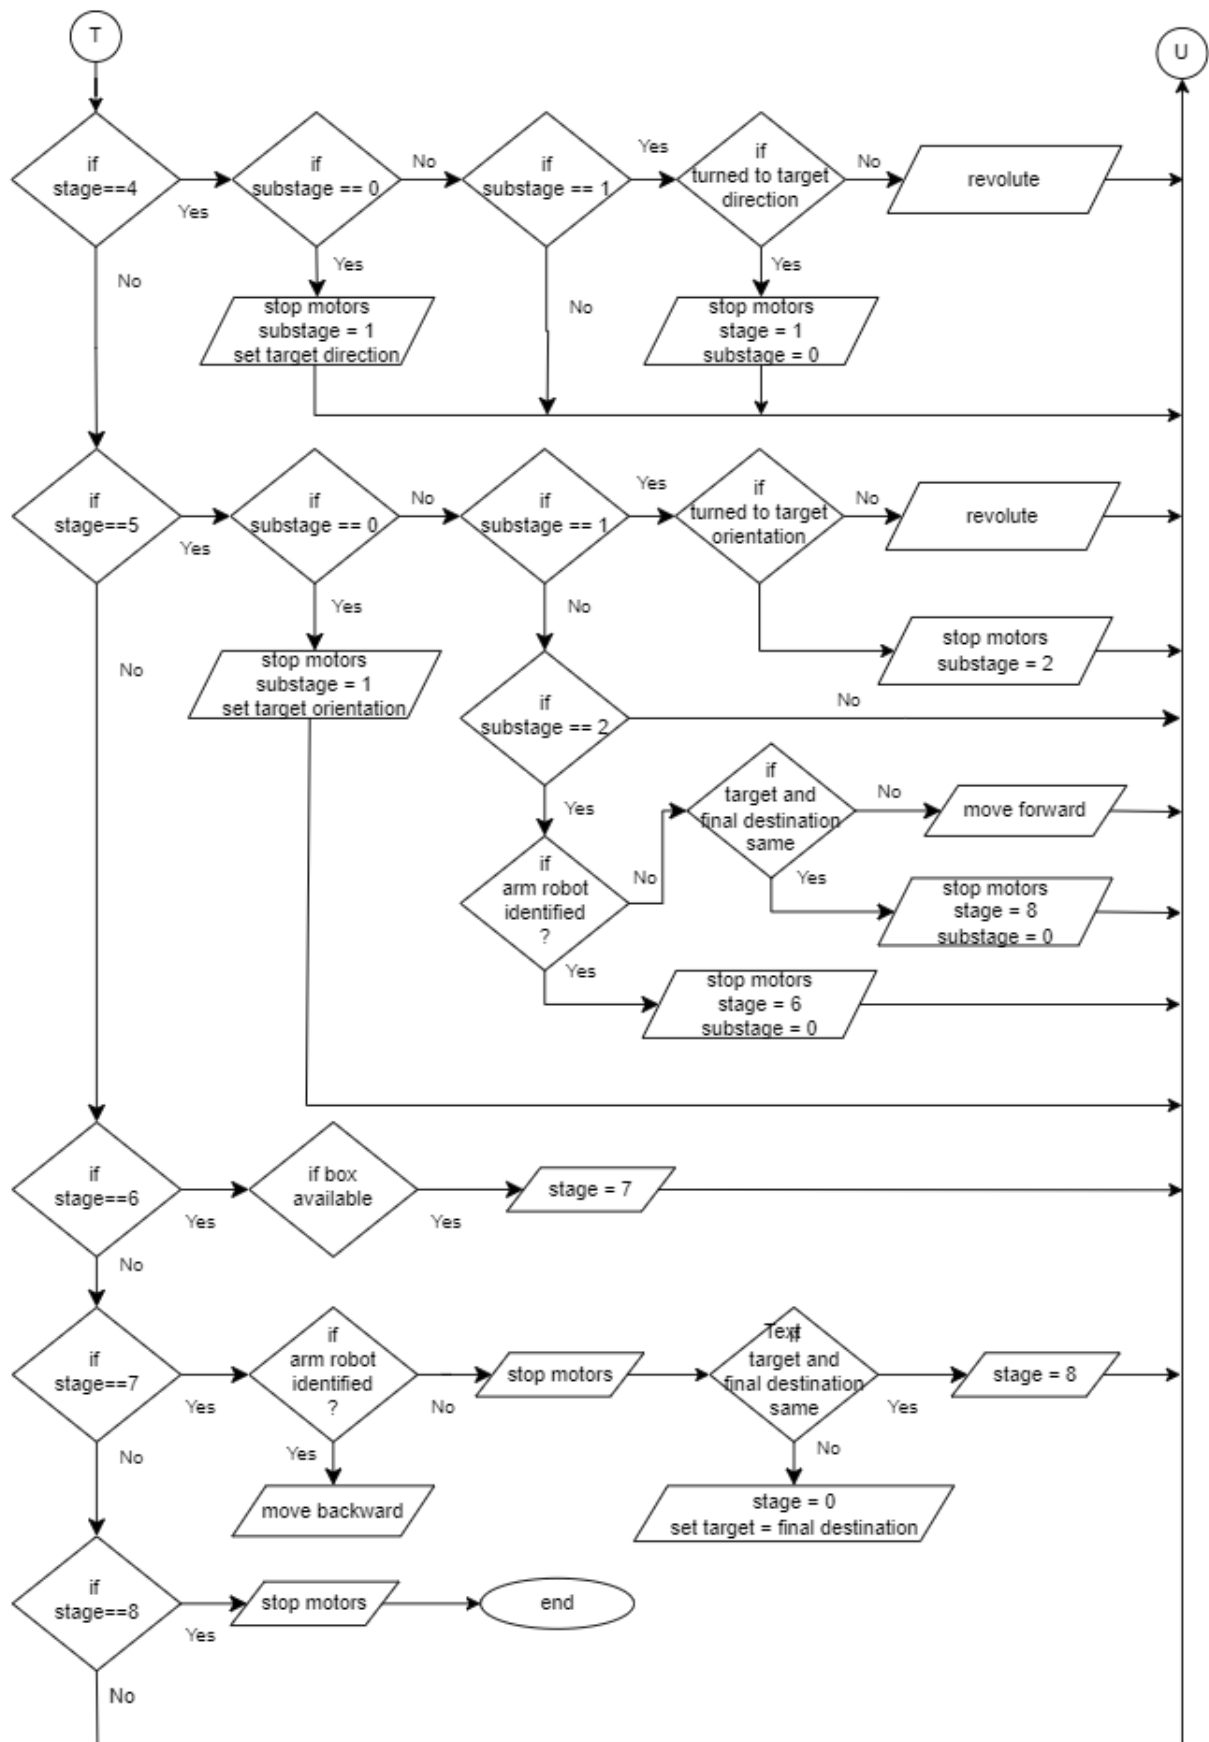 T
U
if
stage==4
Yes
No
if
substage == 0
No
Yes
if
substage == 1
Yes
No
if
turned to target
direction
No
Yes
revolute
stop motors
substage = 1
set target direction
stop motors
stage = 1
substage = 0
if
stage==5
Yes
No
if
substage == 0
No
Yes
if
substage == 1
Yes
No
if
turned to target
orientation
No
revolute
stop motors
substage = 2
stop motors
substage = 1
set target orientation
if
substage == 2
No
Yes
if
target and
final destination
same
No
Yes
move forward
if
arm robot
identified
?
No
Yes
stop motors
stage = 8
substage = 0
stop motors
stage = 6
substage = 0
if
stage==6
Yes
No
if box
available
Yes
stage = 7
if
stage==7
Yes
No
if
arm robot
identified
?
No
Yes
stop motors
Text
if
target and
final destination
same
Yes
No
stage = 8
move backward
stage = 0
set target = final destination
if
stage==8
Yes
No
stop motors
end